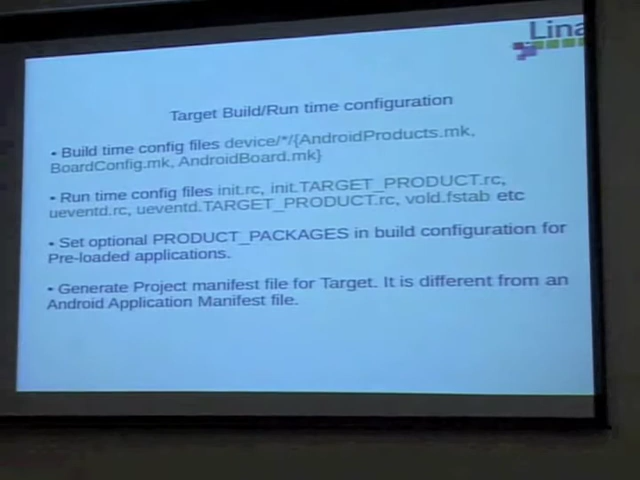 Lina
Target Build/Run time configuration
• Build time config files device/*/{AndroidProducts.mk,
BoardConfig.mk, AndroidBoard.mk}
• Run time config files init.rc, init.TARGET_PRODUCT.rc,
ueventd.rc, ueventd.TARGET_PRODUCT.rc, vold.fstab etc
• Set optional PRODUCT_PACKAGES in build configuration for
Pre-loaded applications.
• Generate Project manifest file for Target. It is different from an
Android Application Manifest file.